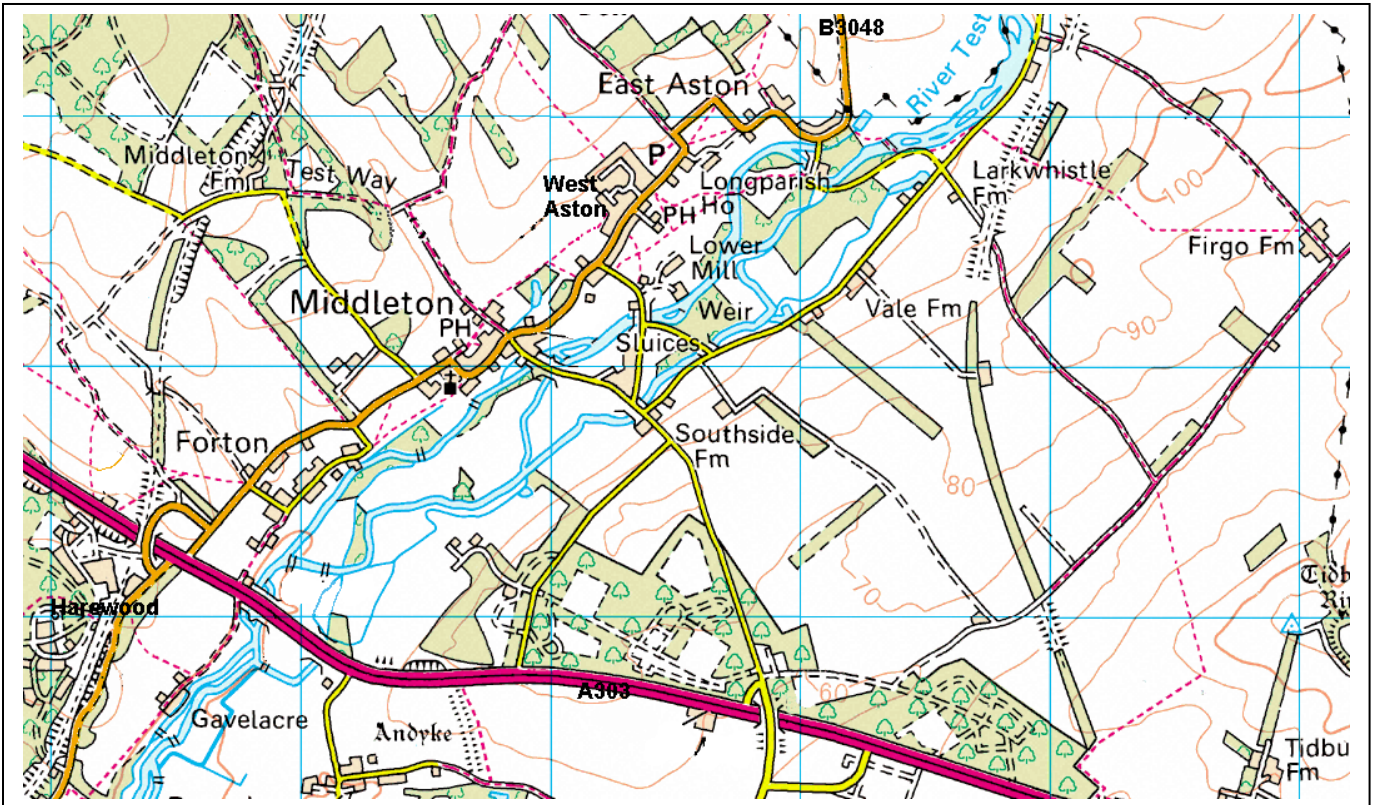 B3048
River Test
East Aston
Middleton
Fm
Test Way
P
West
Aston
Longparish
Ho
PH
Larkwhistle
Fm
100
Firgo Fm
Lower
Mill
Middleton
PH
Weir
Vale Fm
90
Sluices
Forton
Southside
Fm
80
70
Harewood
60
A303
Gavelacre
Andyke
Tidbu
Fm